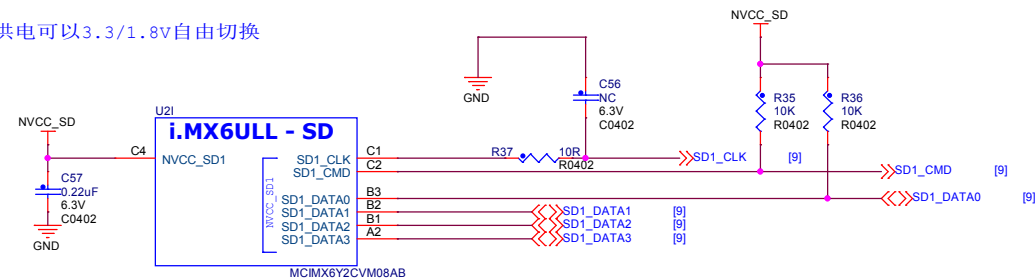 供电可以3.3/1.8V自由切换
NVCC_SD
GND
C56
NC
6.3V
C0402
R35
10K
R0402
R36
10K
R0402
U2I
i.MX6ULL - SD
NVCC_SD
C4
NVCC_SD1
C57
0.22uF
6.3V
C0402
GND
NVCC_SD1
SD1_CLK
C1
R37
10R
R0402
SD1_CLK
[9]
SD1_CMD
C2
SD1_CMD
[9]
SD1_DATA0
B3
SD1_DATA0
[9]
SD1_DATA1
B2
SD1_DATA1
[9]
SD1_DATA2
B1
SD1_DATA2
[9]
SD1_DATA3
A2
SD1_DATA3
[9]
MCIMX6Y2CVM08AB